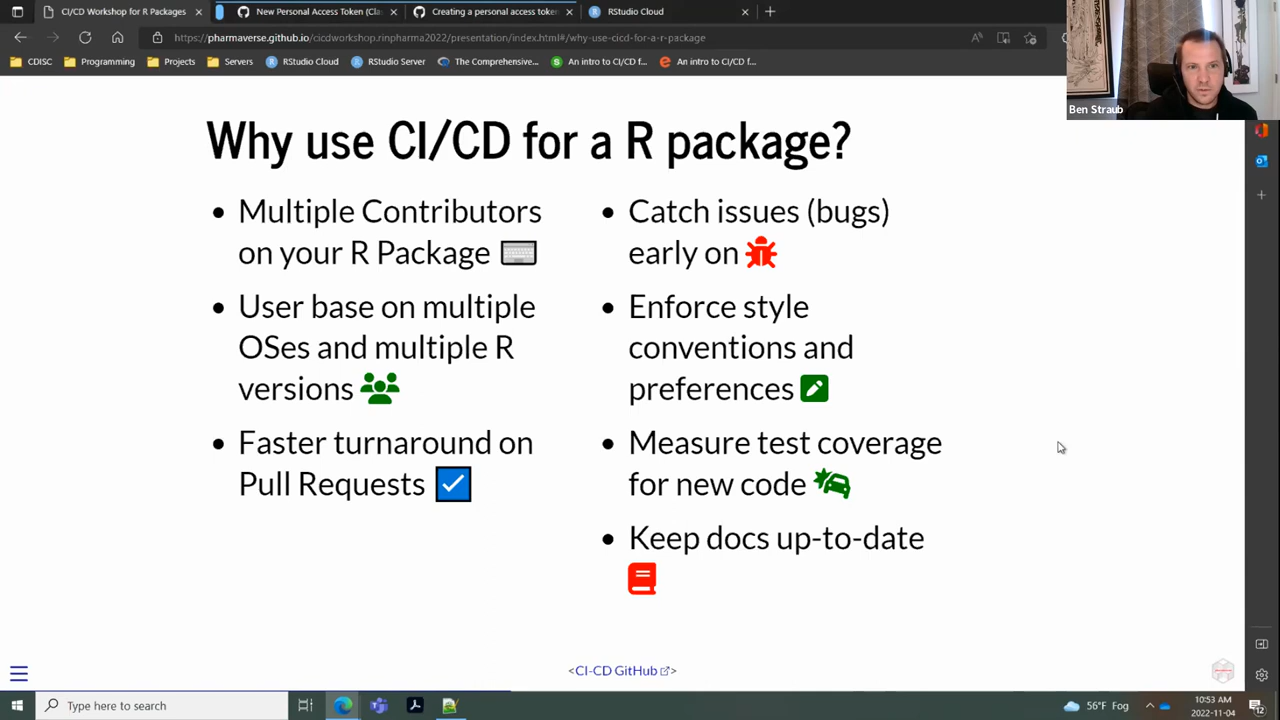 CI/CD Workshop for R Packages
New Personal Access Token (Cla
Creating a personal access toke
RStudio Cloud
https://pharmaverse.github.io/cicdworkshop.rinpharma2022/presentation/index.html#/why-use-cicd-for-a-r-package
CDISC
Programming
Projects
Servers
RStudio Cloud
RStudio Server
The Comprehensive...
An intro to CI/CD f...
An intro to CI/CD f...
Ben Straub
Why use CI/CD for a R package?
Multiple Contributors
on your R Package
User base on multiple
OSes and multiple R
versions
Faster turnaround on
Pull Requests
Catch issues (bugs)
early on
Enforce style
conventions and
preferences
Measure test coverage
for new code
Keep docs up-to-date
<CI-CD GitHub>
Type here to search
56°F Fog
10:53 AM
2022-11-04
12